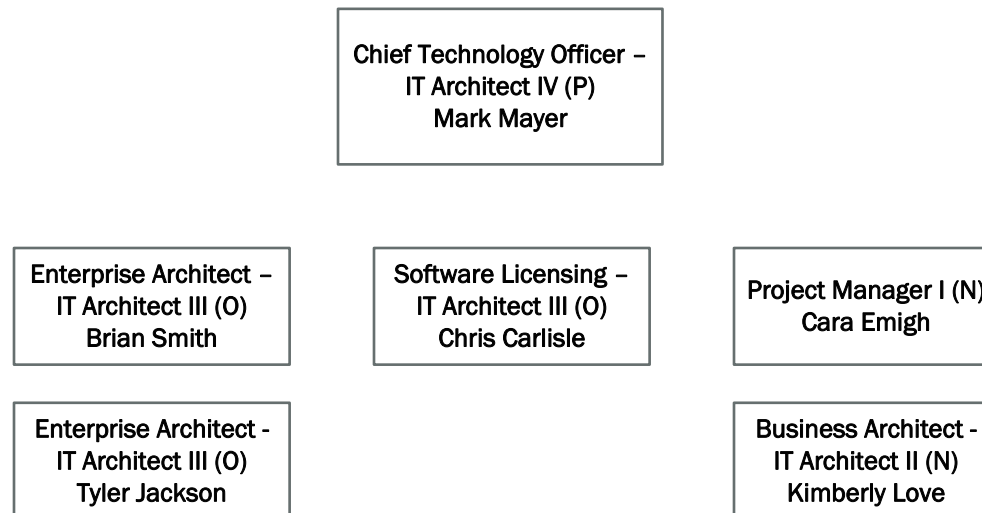 Chief Technology Officer –
IT Architect IV (P)
Mark Mayer
Enterprise Architect –
IT Architect III (O)
Brian Smith
Software Licensing –
IT Architect III (O)
Chris Carlisle
Project Manager I (N)
Cara Emigh
Enterprise Architect -
IT Architect III (O)
Tyler Jackson
Business Architect -
IT Architect II (N)
Kimberly Love